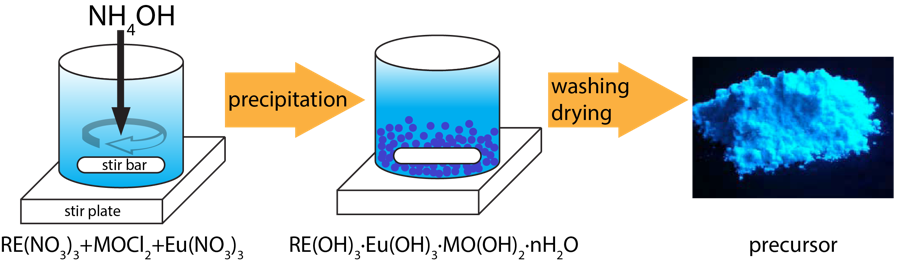 NH₄OH
stir bar
stir plate
RE(NO₃)₃+MOCl₂+Eu(NO₃)₃
precipitation
RE(OH)₃·Eu(OH)₃·MO(OH)₂·nH₂O
washing
drying
precursor